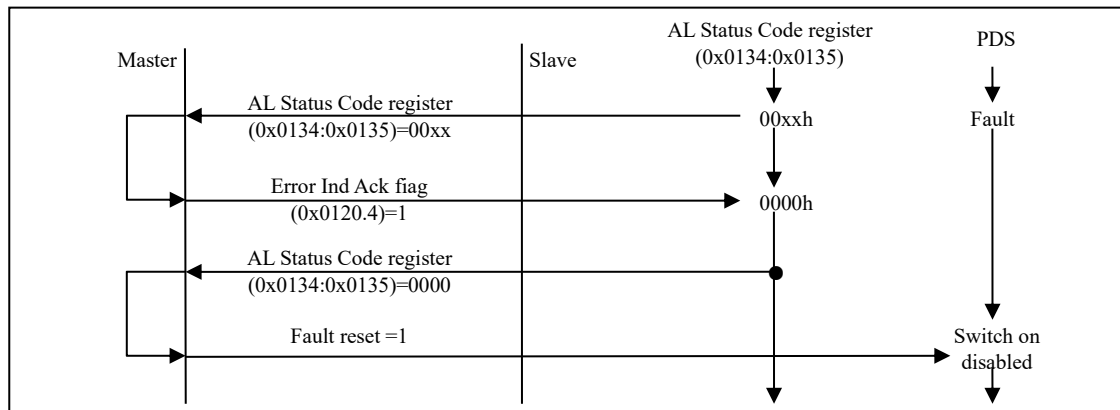 AL Status Code register
(0x0134:0x0135)
PDS
Master
Slave
AL Status Code register
(0x0134:0x0135)=00xx
00xxh
Fault
Error Ind Ack fiag
(0x0120.4)=1
0000h
AL Status Code register
(0x0134:0x0135)=0000
Fault reset =1
Switch on
disabled